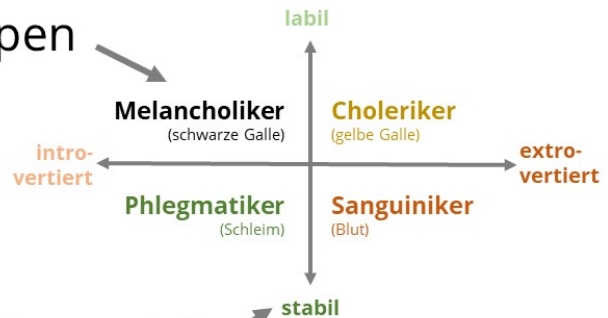 pen
labil
Melancholiker
(schwarze Galle)
Choleriker
(gelbe Galle)
intro-
vertiert
extro-
vertiert
Phlegmatiker
(Schleim)
Sanguiniker
(Blut)
stabil